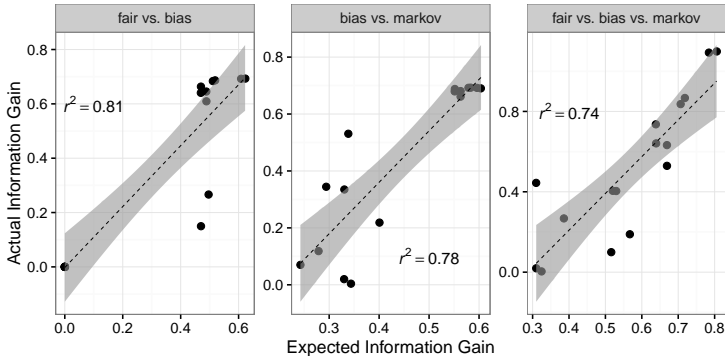 fair vs. bias
bias vs. markov
fair vs. bias vs. markov
Actual Information Gain
0.8
0.6
0.4
0.2
0.0
r² = 0.81
0.0 0.2 0.4 0.6
0.8
0.6
0.4
0.2
0.0
r² = 0.78
0.3 0.4 0.5 0.6
0.8
0.4
0.0
r² = 0.74
0.3 0.4 0.5 0.6 0.7 0.8
Expected Information Gain